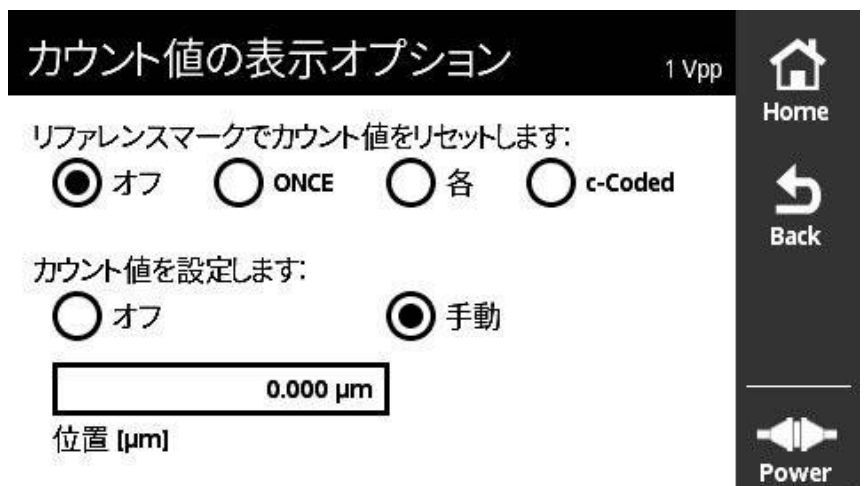 カウント値の表示オプション 1 Vpp
Home
リファレンスマークでカウント値をリセットします:
オフ ONCE 各 c-Coded
Back
カウント値を設定します:
オフ 手動
0.000 µm
位置 [µm]
Power